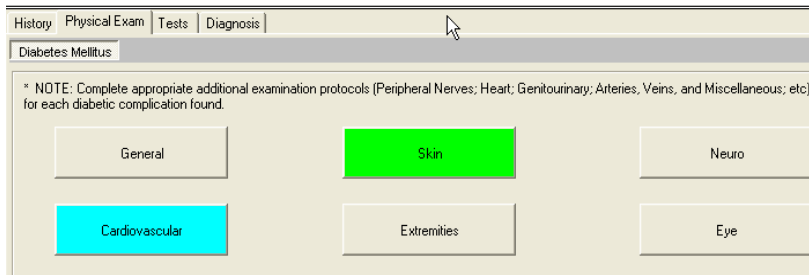 History Physical Exam Tests Diagnosis
Diabetes Mellitus
* NOTE: Complete appropriate additional examination protocols (Peripheral Nerves; Heart; Genitourinary; Arteries, Veins, and Miscellaneous; etc)
for each diabetic complication found.
General Skin Neuro
Cardiovascular Extremities Eye